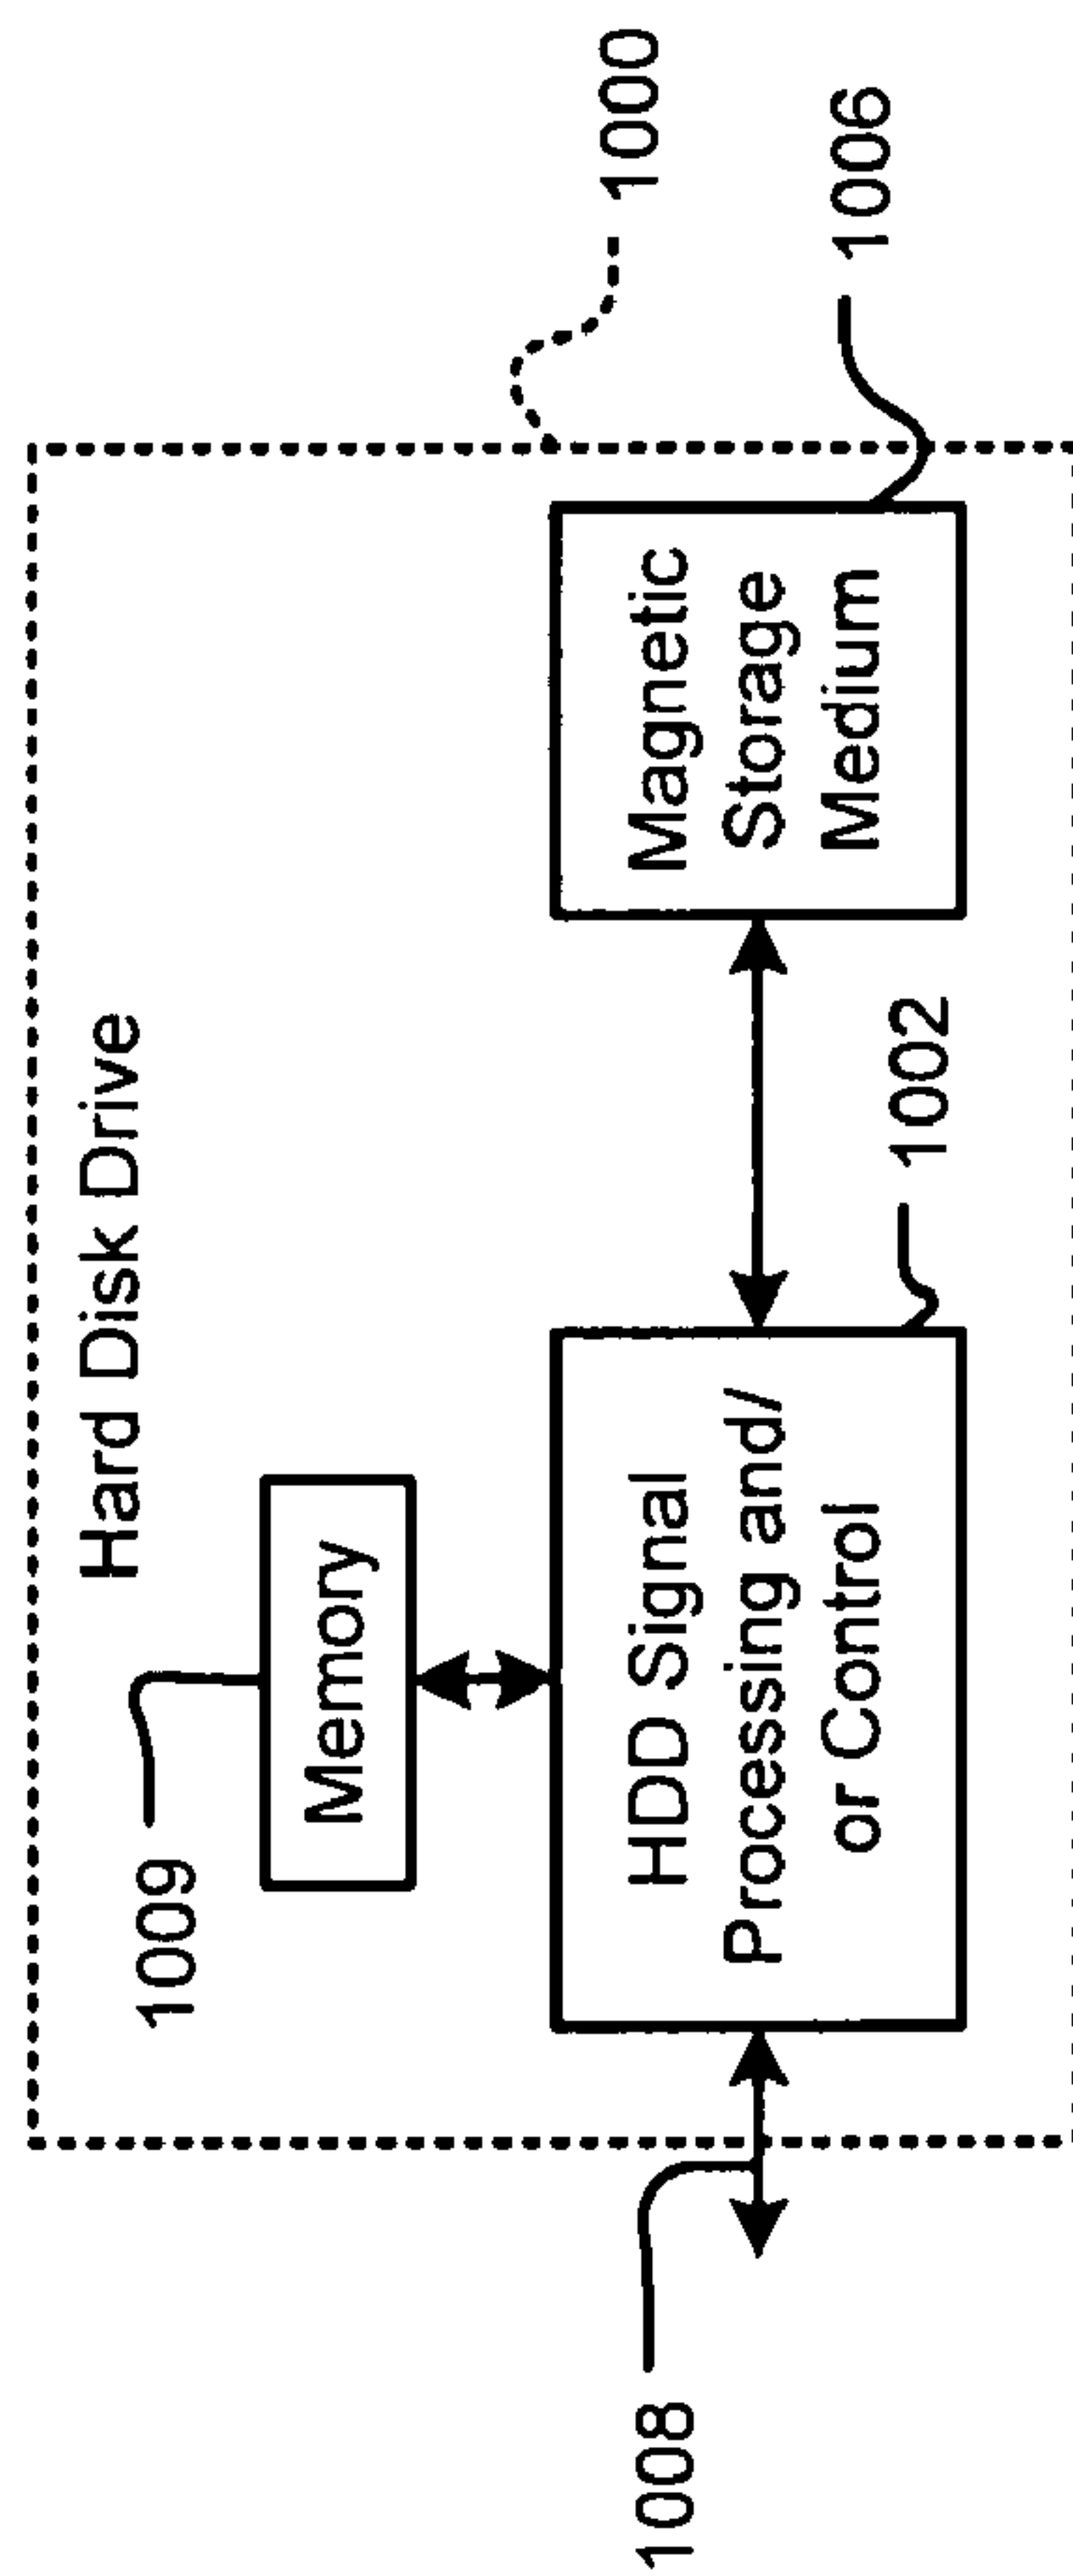 Hard Disk Drive
1000
1009
Memory
1008
HDD Signal
Processing and/
or Control
1002
Magnetic
Storage
Medium
1006